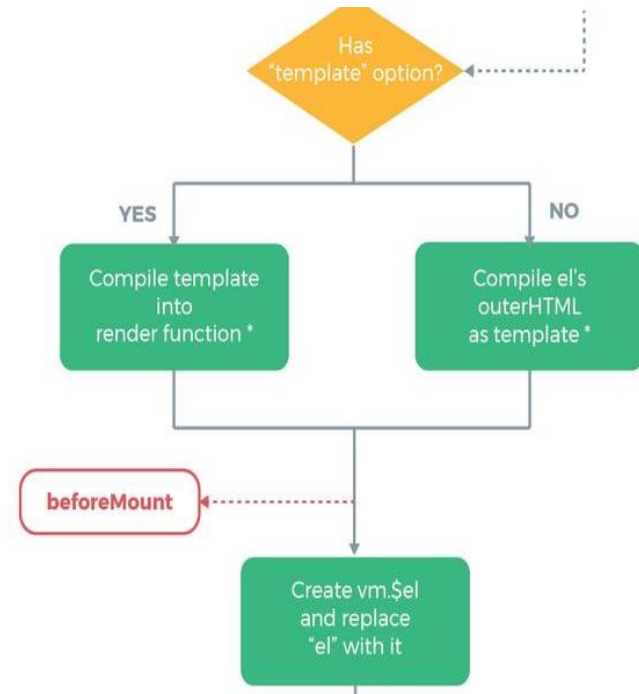 Has
“template” option?
YES
NO
Compile template
into
render function *
Compile el’s
outerHTML
as template *
beforeMount
Create vm.$el
and replace
“el” with it